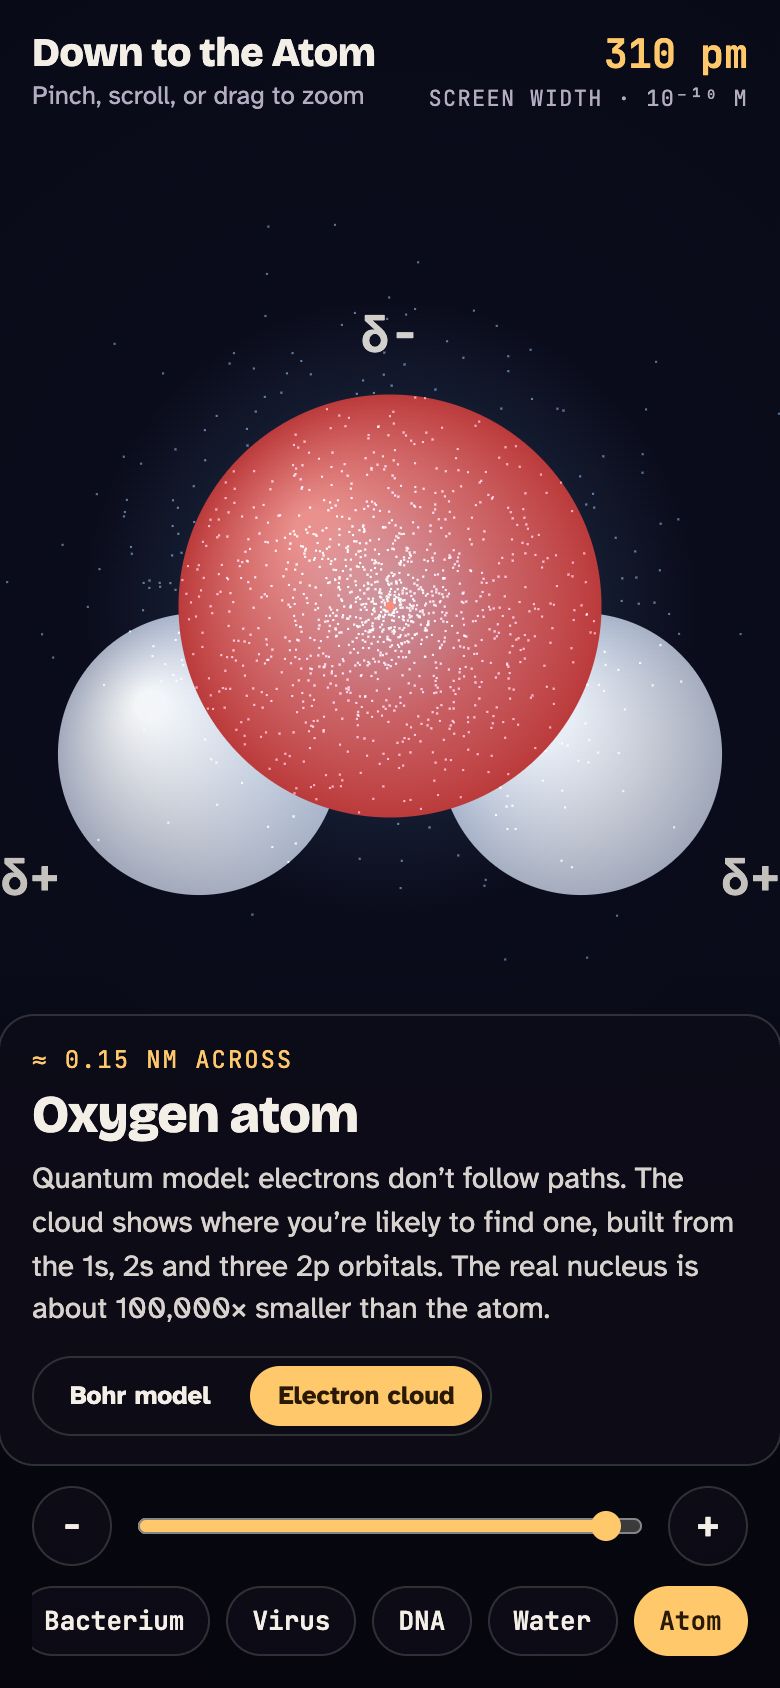 Down to the Atom
310 pm
Pinch, scroll, or drag to zoom
SCREEN WIDTH · 10⁻¹⁰ M
δ-
δ+
δ+
≈ 0.15 NM ACROSS
Oxygen atom
Quantum model: electrons don’t follow paths. The
cloud shows where you’re likely to find one, built from
the 1s, 2s and three 2p orbitals. The real nucleus is
about 100,000× smaller than the atom.
Bohr model
Electron cloud
-
+
Bacterium
Virus
DNA
Water
Atom